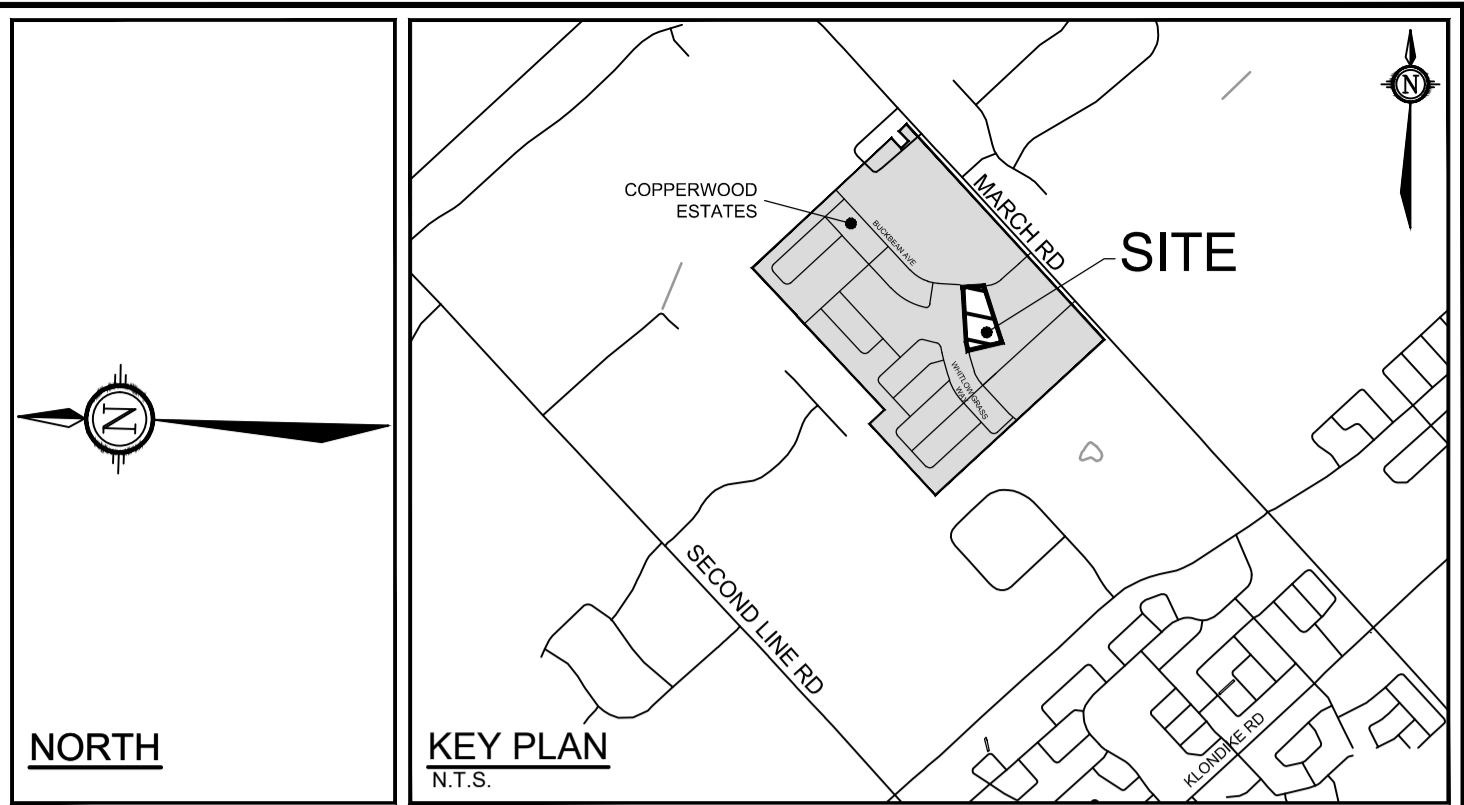 N
NORTH
N
COPPERWOOD
ESTATES
BUCKBEAN AVE
MARCH RD
SITE
WHITLOW GRASS
WAY
SECOND LINE RD
KLONDIKE RD
KEY PLAN
N.T.S.